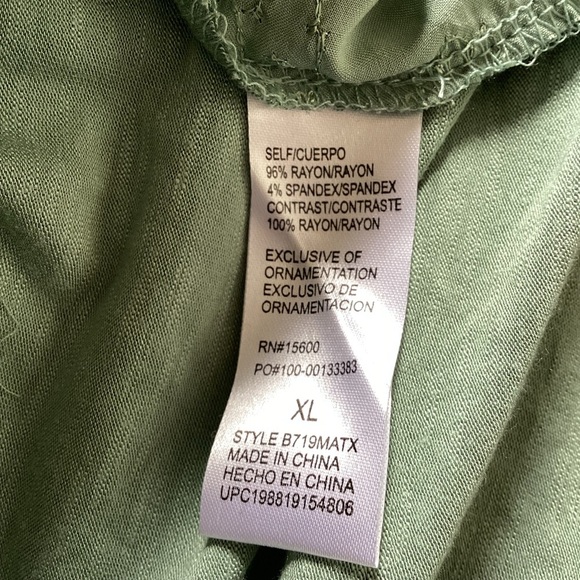 SELF/CUERPO
96% RAYON/RAYON
4% SPANDEX/SPANDEX
CONTRAST/CONTRASTE
100% RAYON/RAYON
EXCLUSIVE OF
ORNAMENTATION
EXCLUSIVO DE
ORNAMENTACION
RN#15600
PO#100-00133383
XL
STYLE B719MATX
MADE IN CHINA
HECHO EN CHINA
UPC198819154806